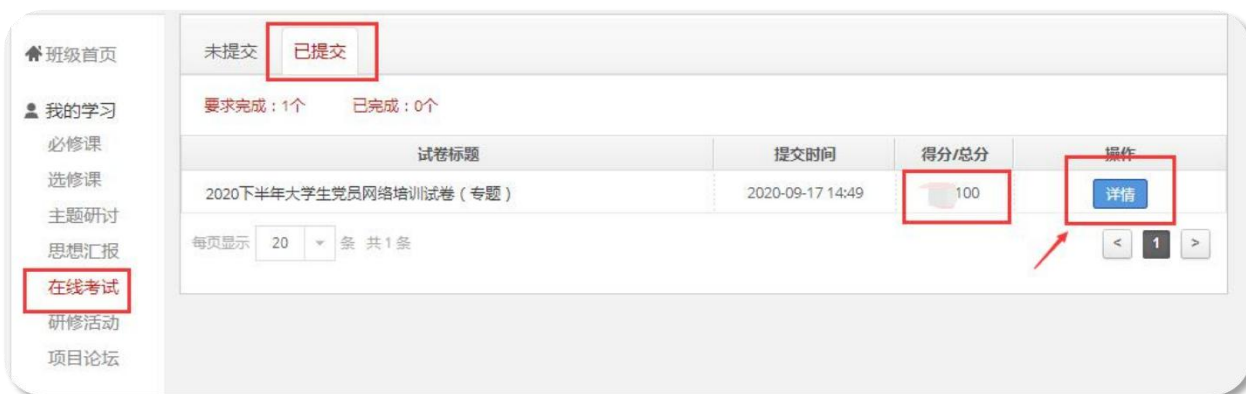 班级首页
我的学习
必修课
选修课
主题研讨
思想汇报
在线考试
研修活动
项目论坛
未提交 已提交
要求完成：1个 已完成：0个
试卷标题 提交时间 得分/总分 操作
2020下半年大学生党员网络培训试卷（专题） 2020-09-17 14:49 100 详情
每页显示 20 条 共1条 < 1 >